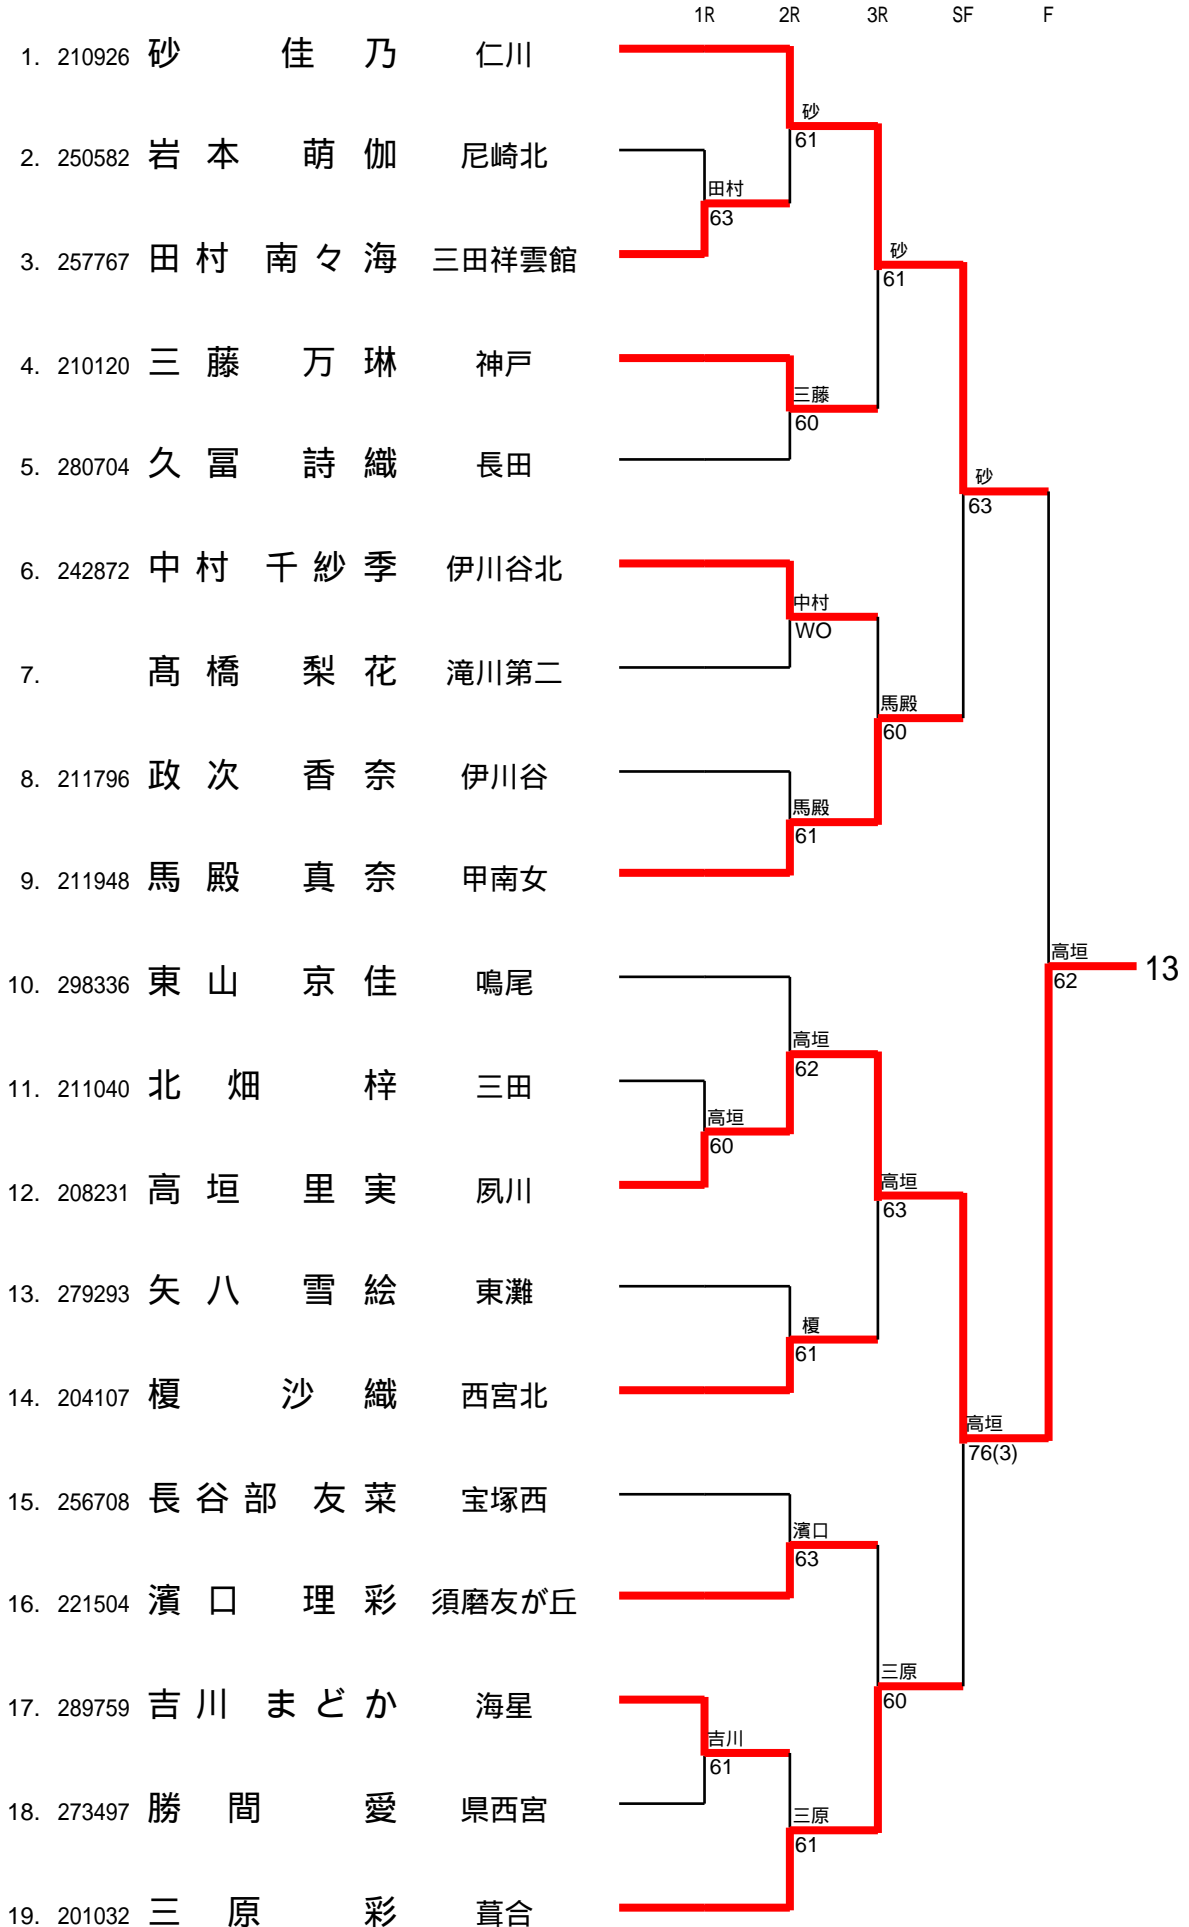 1R 2R 3R SF F
1. 210926 砂 佳 乃 仁川
砂
61
2. 250582 岩 本 萌 伽 尼崎北
田村
63
3. 257767 田 村 南 々 海 三田祥雲館
砂
61
4. 210120 三 藤 万 琳 神戸
三藤
60
5. 280704 久 冨 詩 織 長田
砂
63
6. 242872 中 村 千 紗 季 伊川谷北
中村
WO
7. 髙 橋 梨 花 滝川第二
馬殿
60
8. 211796 政 次 香 奈 伊川谷
馬殿
61
9. 211948 馬 殿 真 奈 甲南女
高垣
62
13
10. 298336 東 山 京 佳 鳴尾
高垣
62
11. 211040 北 畑 梓 三田
高垣
60
12. 208231 高 垣 里 実 夙川
高垣
63
13. 279293 矢 八 雪 絵 東灘
榎
61
14. 204107 榎 沙 織 西宮北
高垣
76(3)
15. 256708 長 谷 部 友 菜 宝塚西
濱口
63
16. 221504 濱 口 理 彩 須磨友が丘
三原
60
17. 289759 吉 川 ま ど か 海星
吉川
61
18. 273497 勝 間 愛 県西宮
三原
61
19. 201032 三 原 彩 葺合